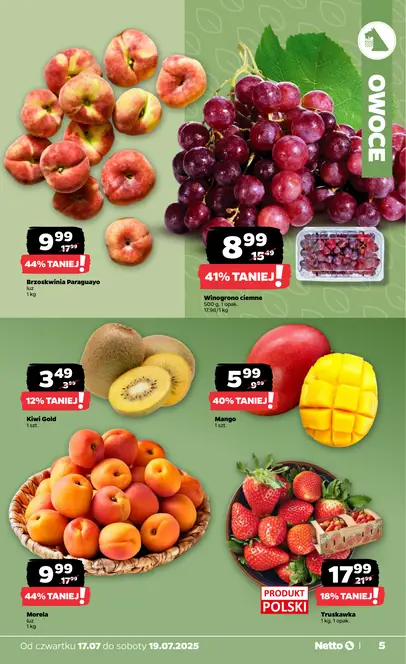 OWOCE
9.99
17.99
44% TANIEJ!
Brzoskwinia Paraguayo
luz
1 kg
8.99
15.49
41% TANIEJ!
Winogrono ciemne
500 g, 1 opak.
17,98/1 kg
3.49
3.99
12% TANIEJ!
Kiwi Gold
1 szt.
5.99
9.99
40% TANIEJ!
Mango
1 szt.
9.99
17.99
44% TANIEJ!
Morela
luz
1 kg
PRODUKT
POLSKI
17.99
21.99
18% TANIEJ!
Truskawka
1 kg, 1 opak.
Od czwartku 17.07 do soboty 19.07.2025
Netto
5